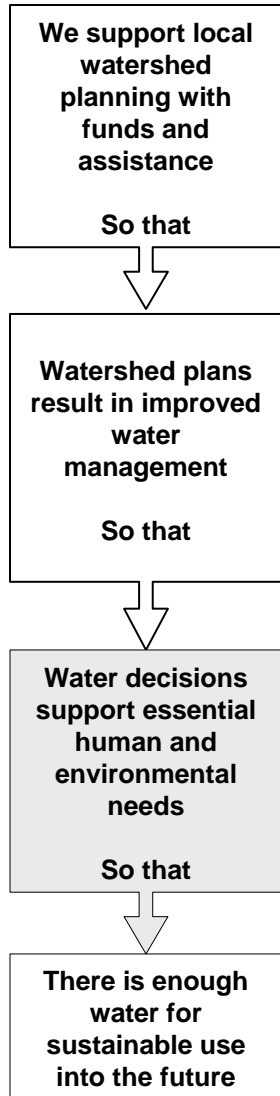 We support local
watershed
planning with
funds and
assistance
So that
Watershed plans
result in improved
water
management
So that
Water decisions
support essential
human and
environmental
needs
So that
There is enough
water for
sustainable use
into the future